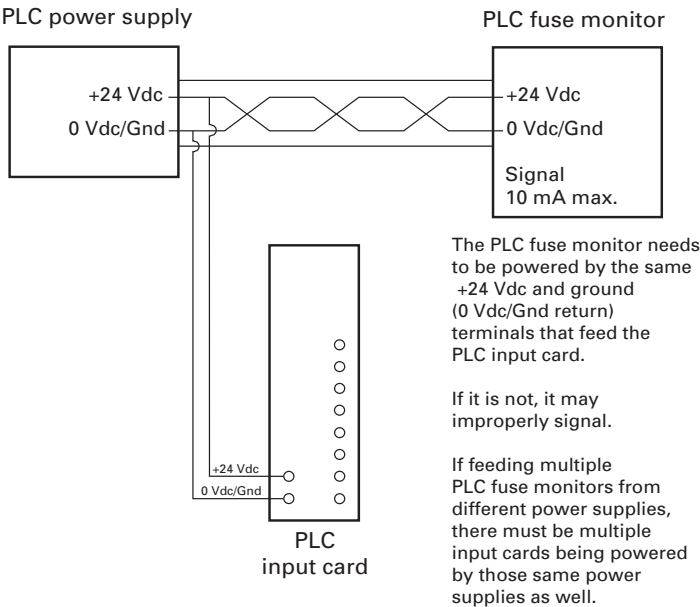 PLC power supply
PLC fuse monitor
+24 Vdc
0 Vdc/Gnd
+24 Vdc
0 Vdc/Gnd
Signal
10 mA max.
The PLC fuse monitor needs
to be powered by the same
+24 Vdc and ground
(0 Vdc/Gnd return)
terminals that feed the
PLC input card.
If it is not, it may
improperly signal.
If feeding multiple
PLC fuse monitors from
different power supplies,
there must be multiple
input cards being powered
by those same power
supplies as well.
+24 Vdc
0 Vdc/Gnd
PLC
input card